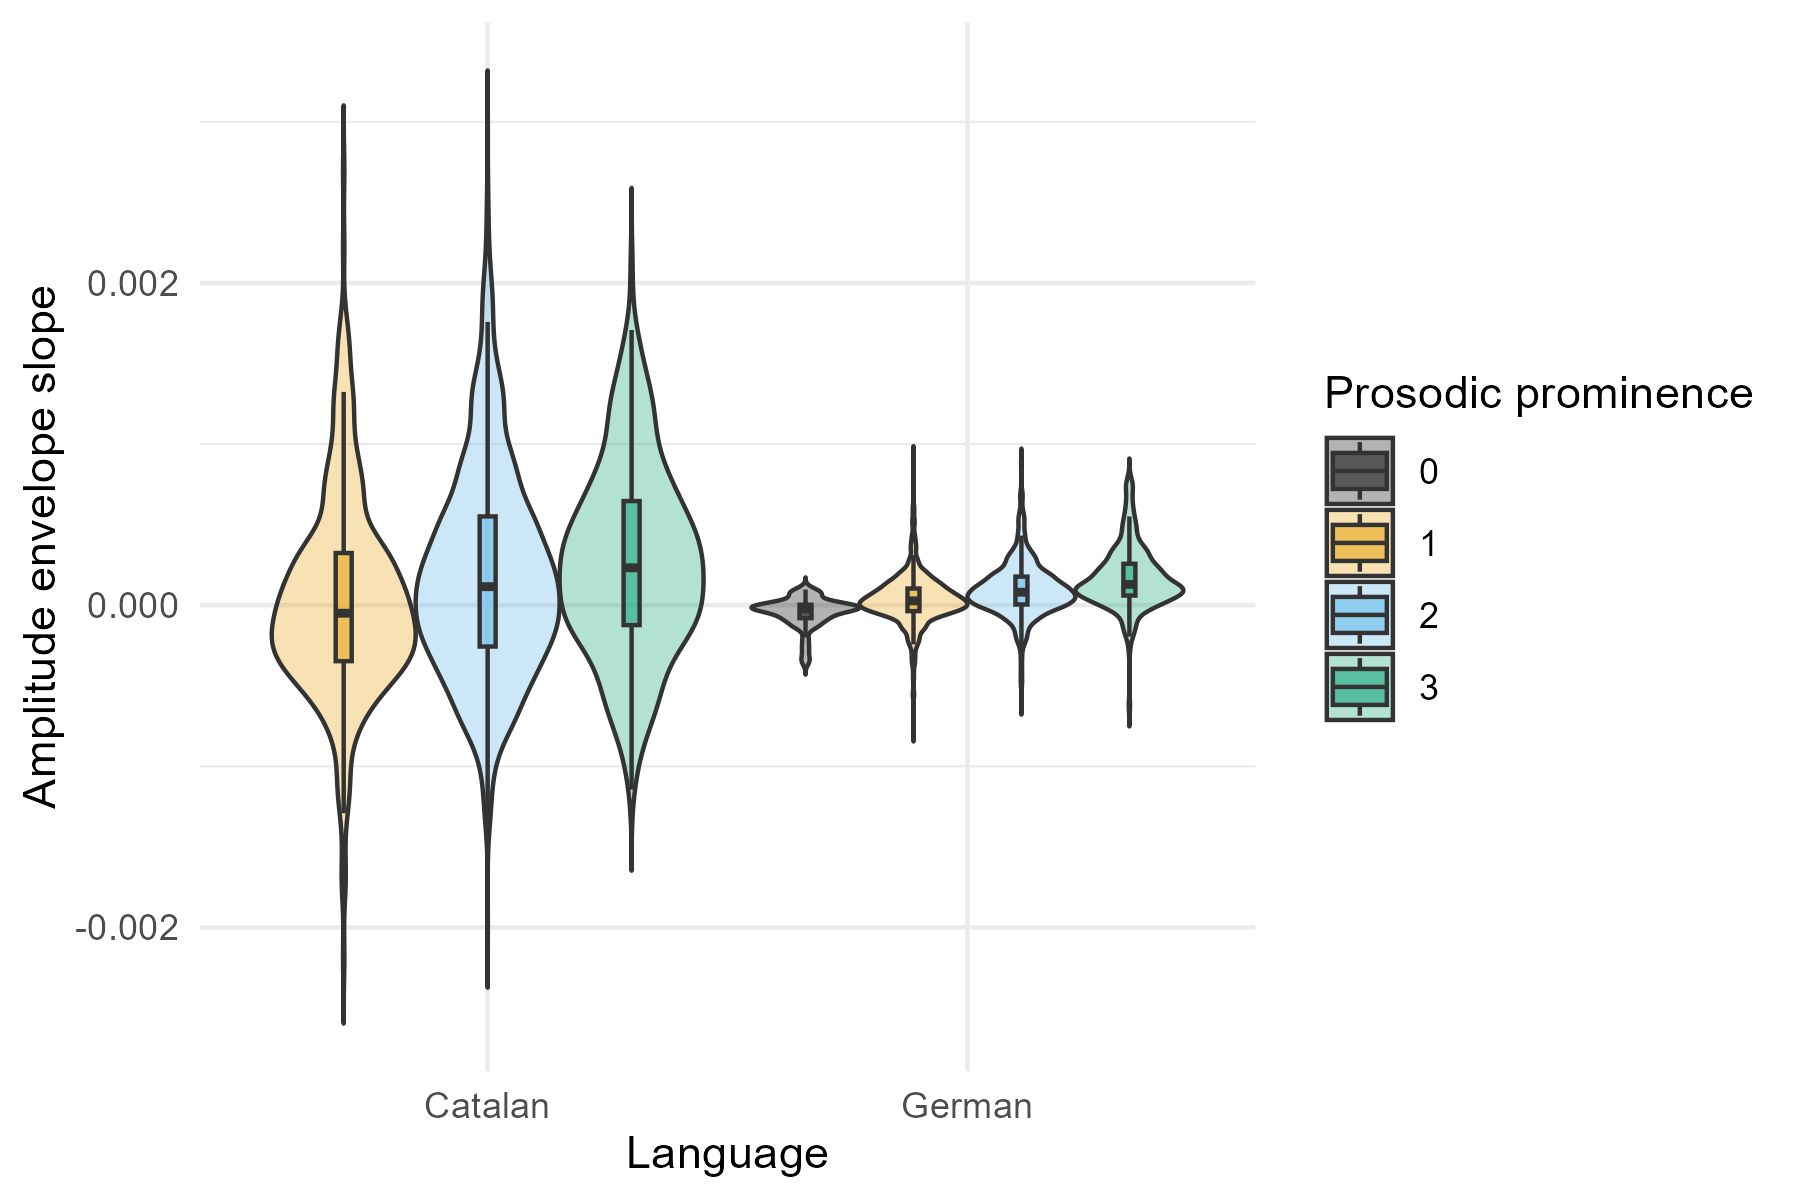 Amplitude envelope slope
0.002
0.000
-0.002
Catalan
German
Language
Prosodic prominence
0
1
2
3